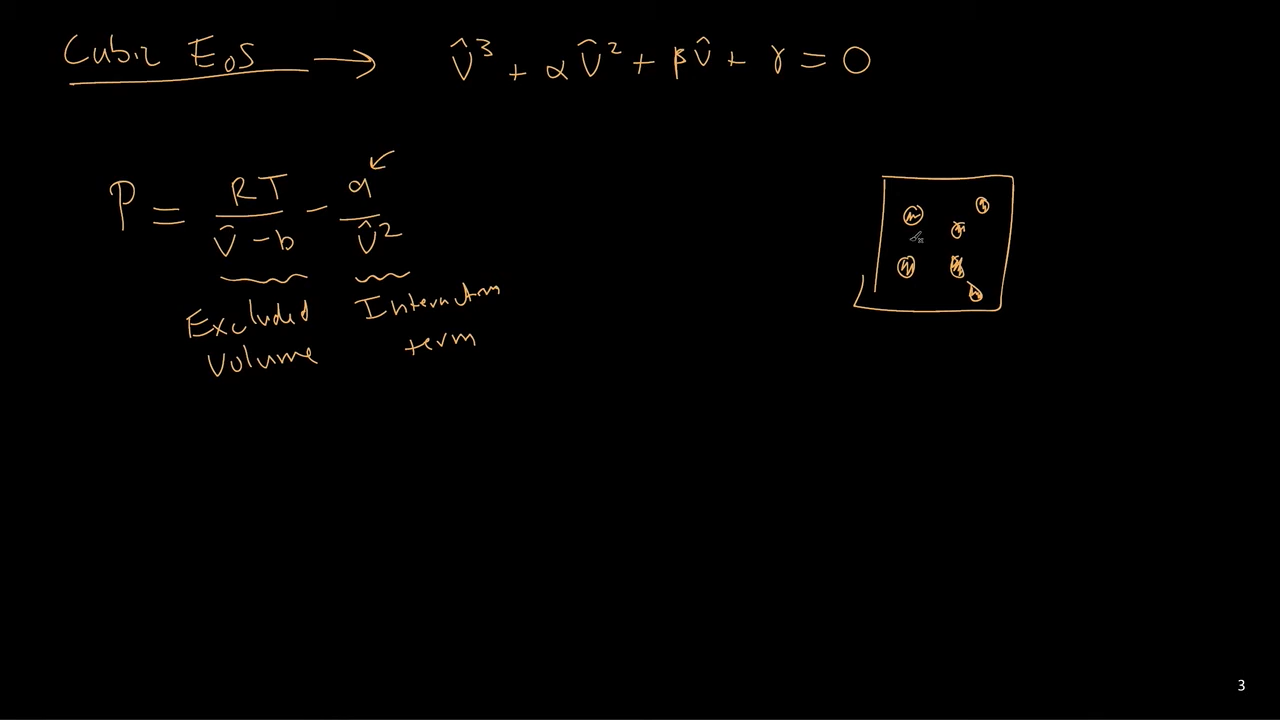 Cubic EoS → V̂³ + αV̂² + βV̂ + γ = 0
P = RT / (V̂ - b) - a / V̂²
Excluded Volume
Interaction term
3